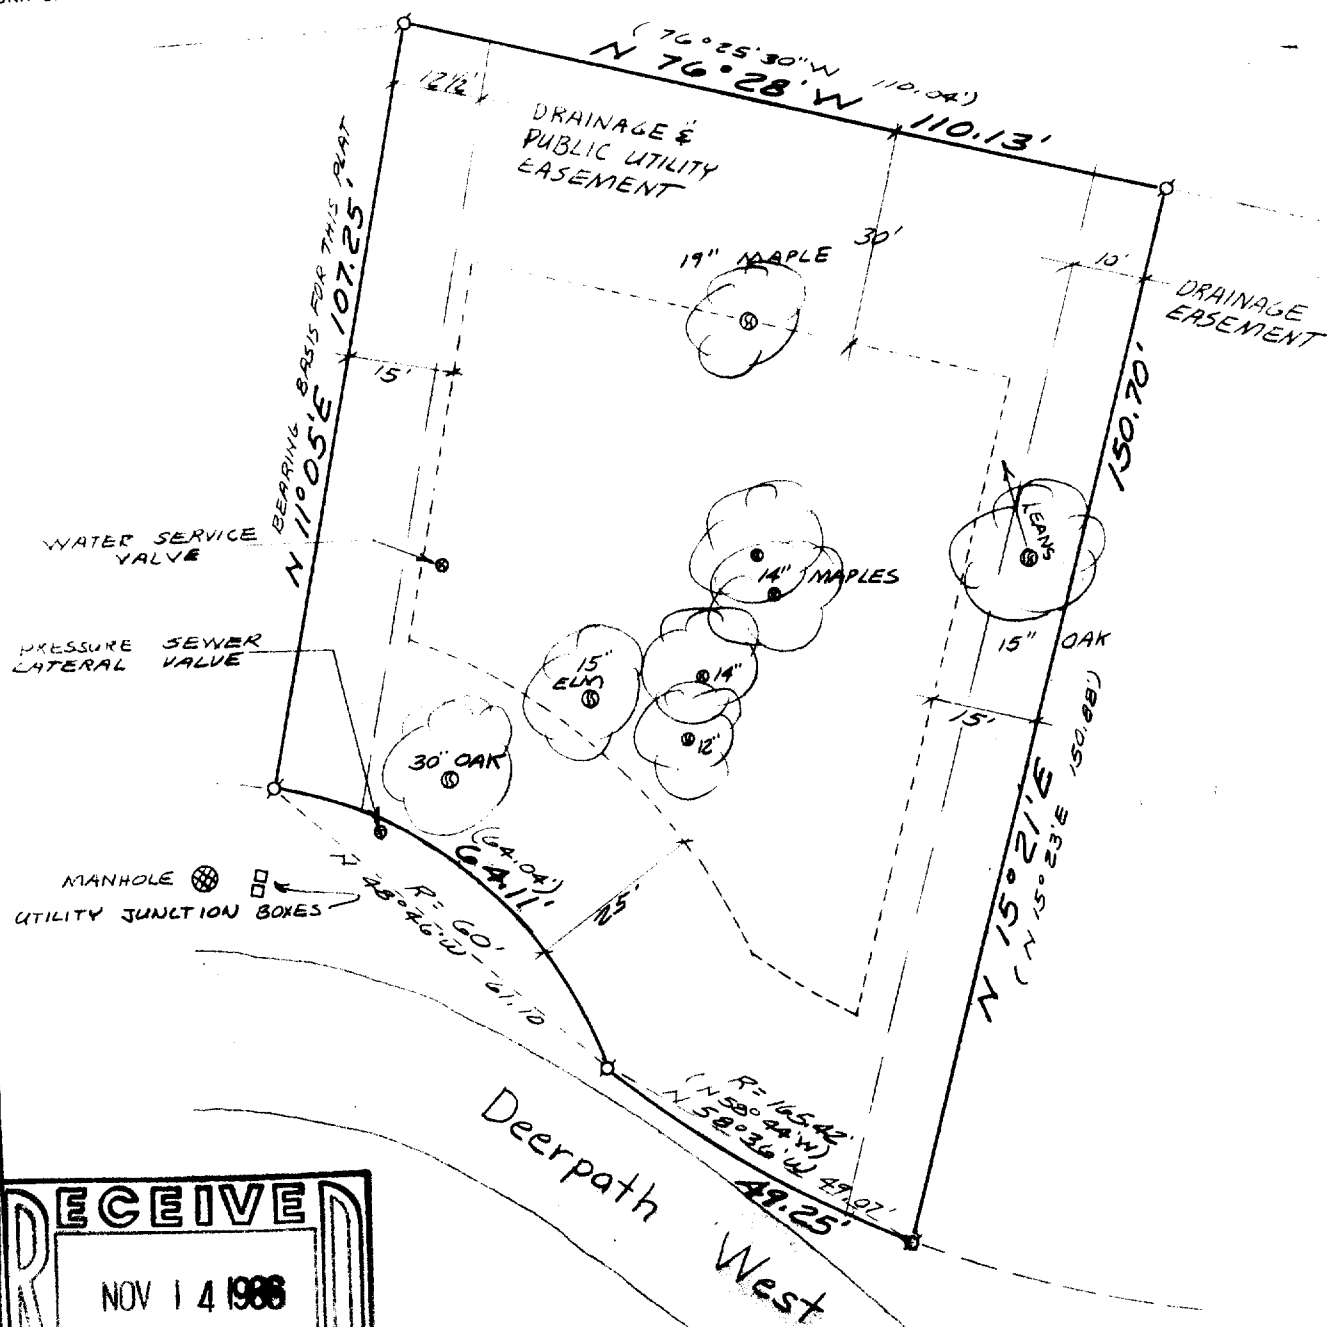 ( 76°25'30"W 110.04')
N 76°28'W 110.13'
12½'
DRAINAGE &
PUBLIC UTILITY
EASEMENT
BEARING BASIS FOR THIS PLAT
N 11°05'E 107.25'
19" MAPLE
30'
10'
DRAINAGE
EASEMENT
150.70'
15'
LEANS
WATER SERVICE
VALVE
14" MAPLES
15" OAK
PRESSURE SEWER
LATERAL VALVE
15"
ELM
14"
15'
12"
30" OAK
N 15°21'E
(N 15°23'E 150.88')
(64.04')
64.11'
R= 60'
N 48°46'W - 61.10
25'
MANHOLE
UTILITY JUNCTION BOXES
R= 165.42'
(N 58°44'W)
N 58°36'W 49.07'
49.25'
Deerpath West
RECEIVED
NOV 14 1986